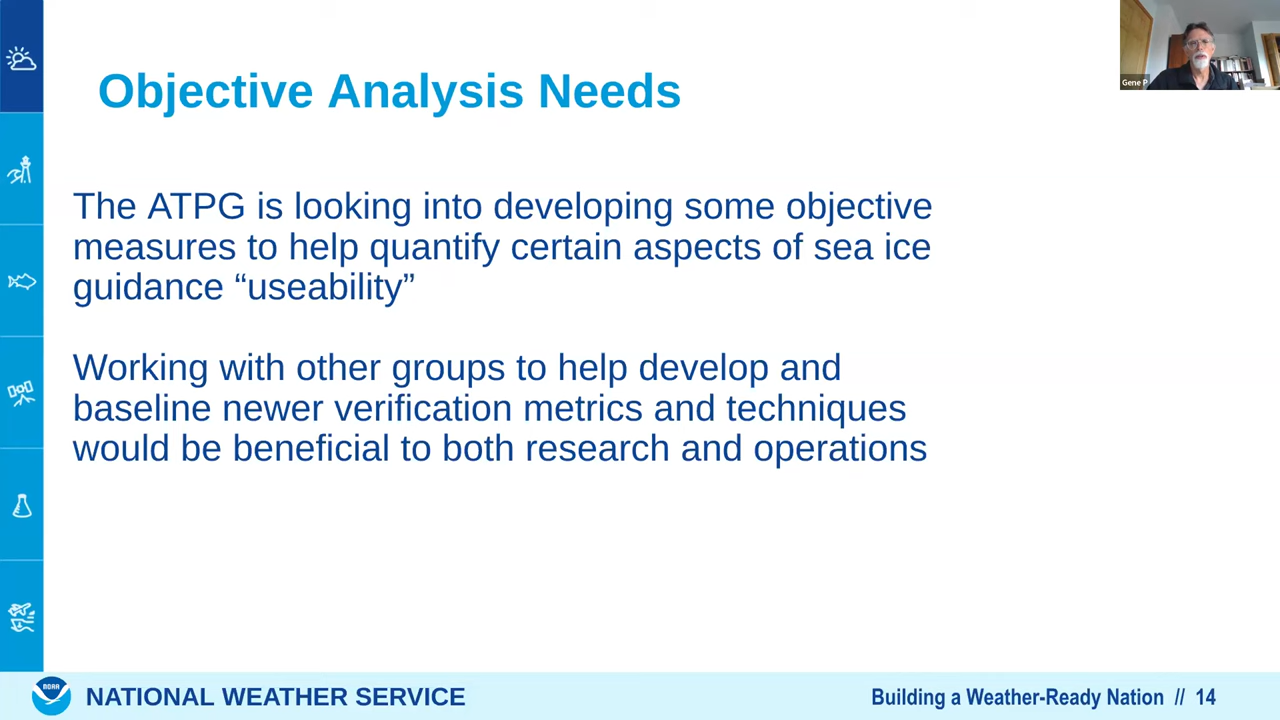 Objective Analysis Needs
Gene P
The ATPG is looking into developing some objective
measures to help quantify certain aspects of sea ice
guidance “useability”
Working with other groups to help develop and
baseline newer verification metrics and techniques
would be beneficial to both research and operations
NOAA
NATIONAL WEATHER SERVICE
Building a Weather-Ready Nation // 14